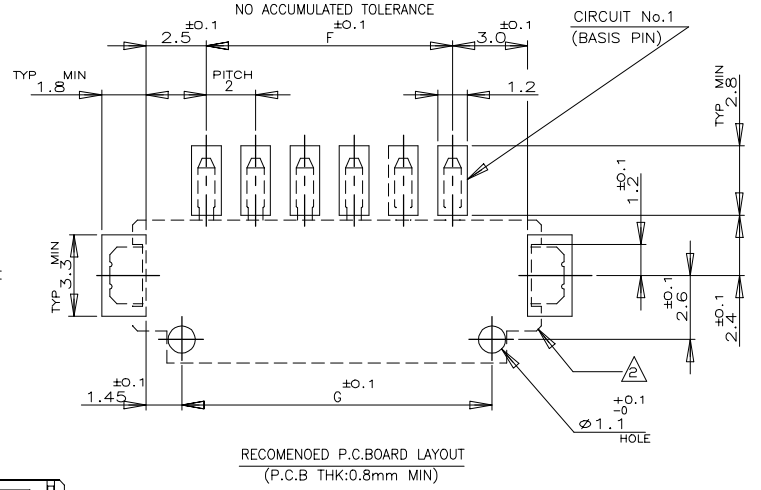 NO ACCUMULATED TOLERANCE
±0.1
2.5
±0.1
F
±0.1
3.0
CIRCUIT No.1
(BASIS PIN)
TYP MIN
1.8
PITCH
2
1.2
TYP MIN
2.8
±0.1
1.2
TYP MIN
3.3
±0.1
2.6
±0.1
2.4
2
±0.1
1.45
±0.1
G
+0.1
-0
Ø1.1
HOLE
RECOMENOED P.C.BOARD LAYOUT
(P.C.B THK:0.8mm MIN)